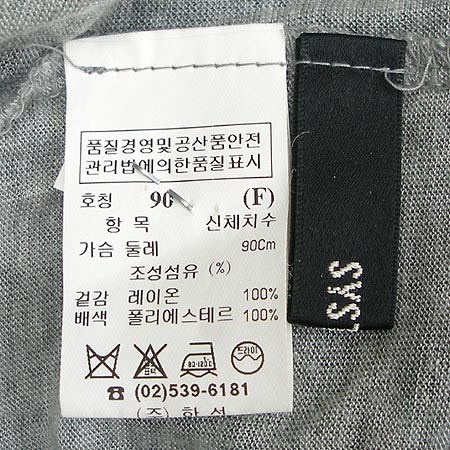 품질경영및공산품안전
관리법에의한품질표시
호칭 90 (F)
항 목 신체치수
가슴 둘레 90Cm
조성섬유 (%)
겉감 레이온 100%
배색 폴리에스테르 100%
80-120℃
드라이
☎ (02)539-6181
SYSTL